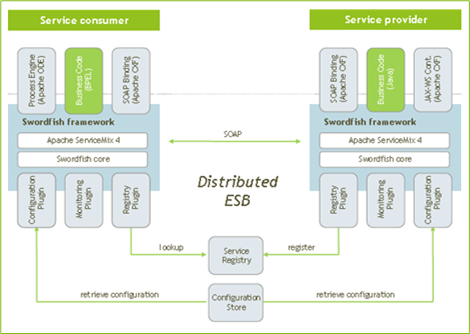 Service consumer
Service provider
Process Engine
(Apache ODE)
Business Code
(BPEL)
SOAP Binding
(Apache CXF)
SOAP Binding
(Apache CXF)
Business Code
(Java)
JAX-WS Cont.
(Apache CXF)
Swordfish framework
Apache ServiceMix 4
Swordfish core
SOAP
Swordfish framework
Apache ServiceMix 4
Swordfish core
Configuration
Plugin
Monitoring
Plugin
Registry
Plugin
Distributed
ESB
Registry
Plugin
Monitoring
Plugin
Configuration
Plugin
lookup
Service
Registry
register
retrieve configuration
Configuration
Store
retrieve configuration